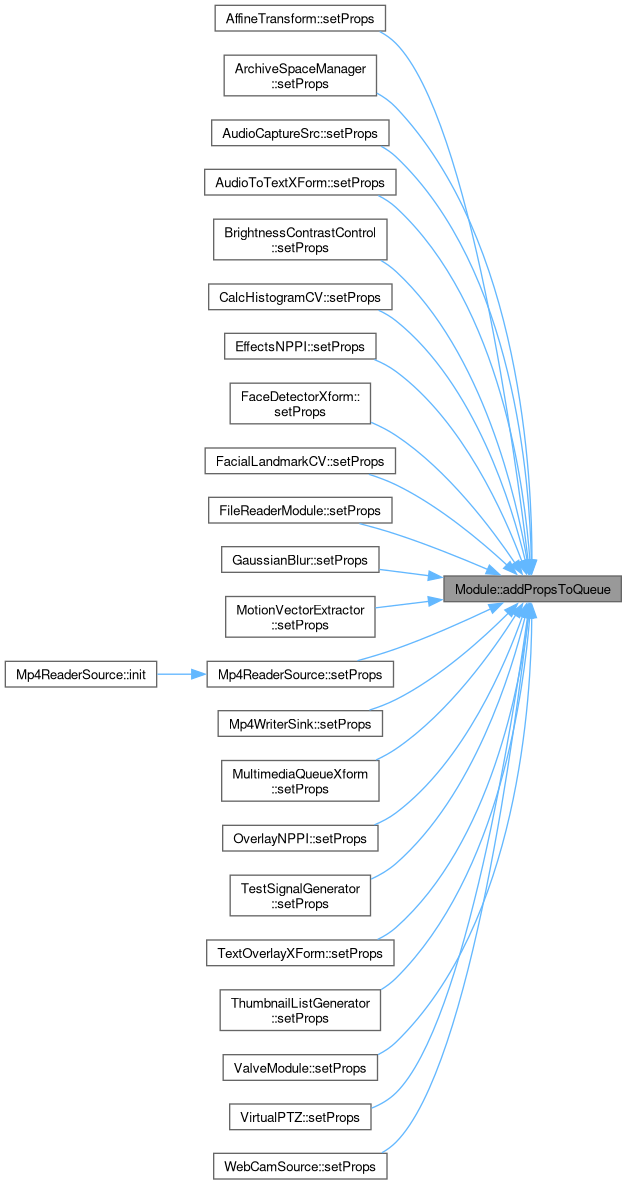 AffineTransform::setProps
ArchiveSpaceManager
::setProps
AudioCaptureSrc::setProps
AudioToTextXForm::setProps
BrightnessContrastControl
::setProps
CalcHistogramCV::setProps
EffectsNPPI::setProps
FaceDetectorXform::
setProps
FacialLandmarkCV::setProps
FileReaderModule::setProps
GaussianBlur::setProps
Module::addPropsToQueue
MotionVectorExtractor
::setProps
Mp4ReaderSource::init
Mp4ReaderSource::setProps
Mp4WriterSink::setProps
MultimediaQueueXform
::setProps
OverlayNPPI::setProps
TestSignalGenerator
::setProps
TextOverlayXForm::setProps
ThumbnailListGenerator
::setProps
ValveModule::setProps
VirtualPTZ::setProps
WebCamSource::setProps